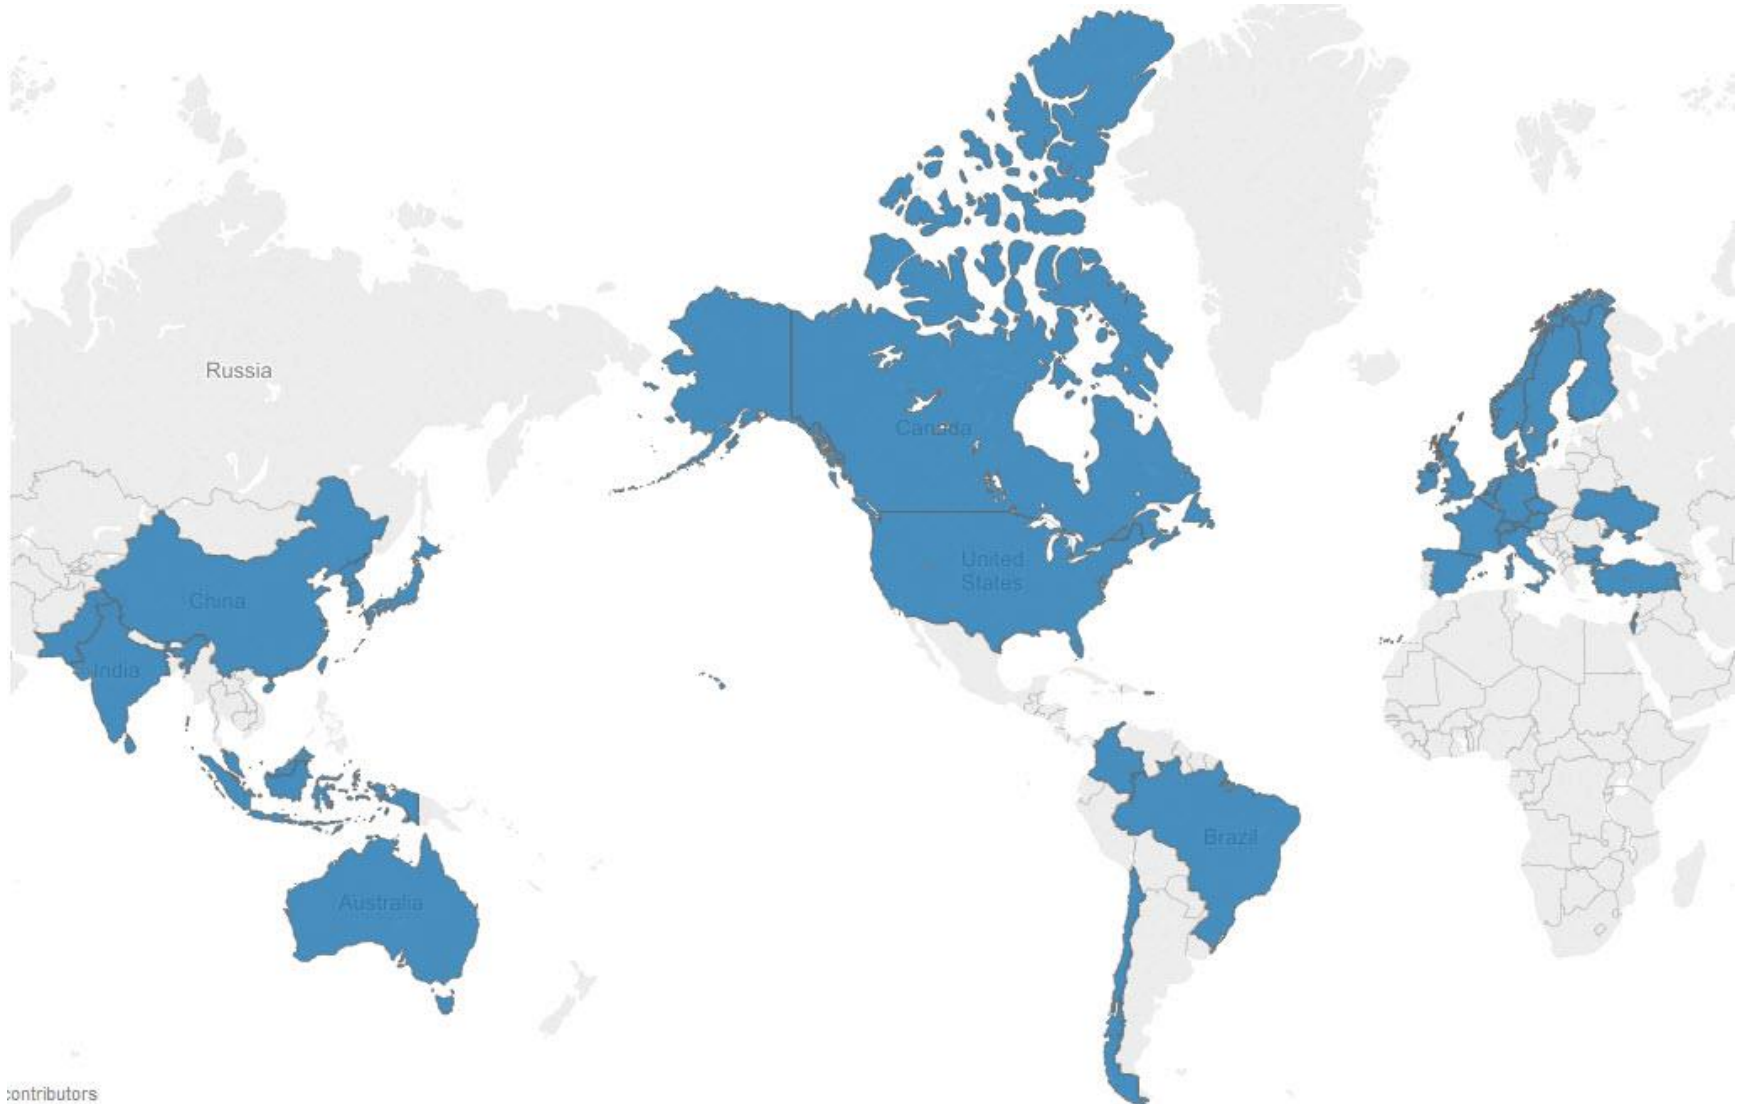 Russia
Canada
United
States
China
India
Brazil
Australia
contributors